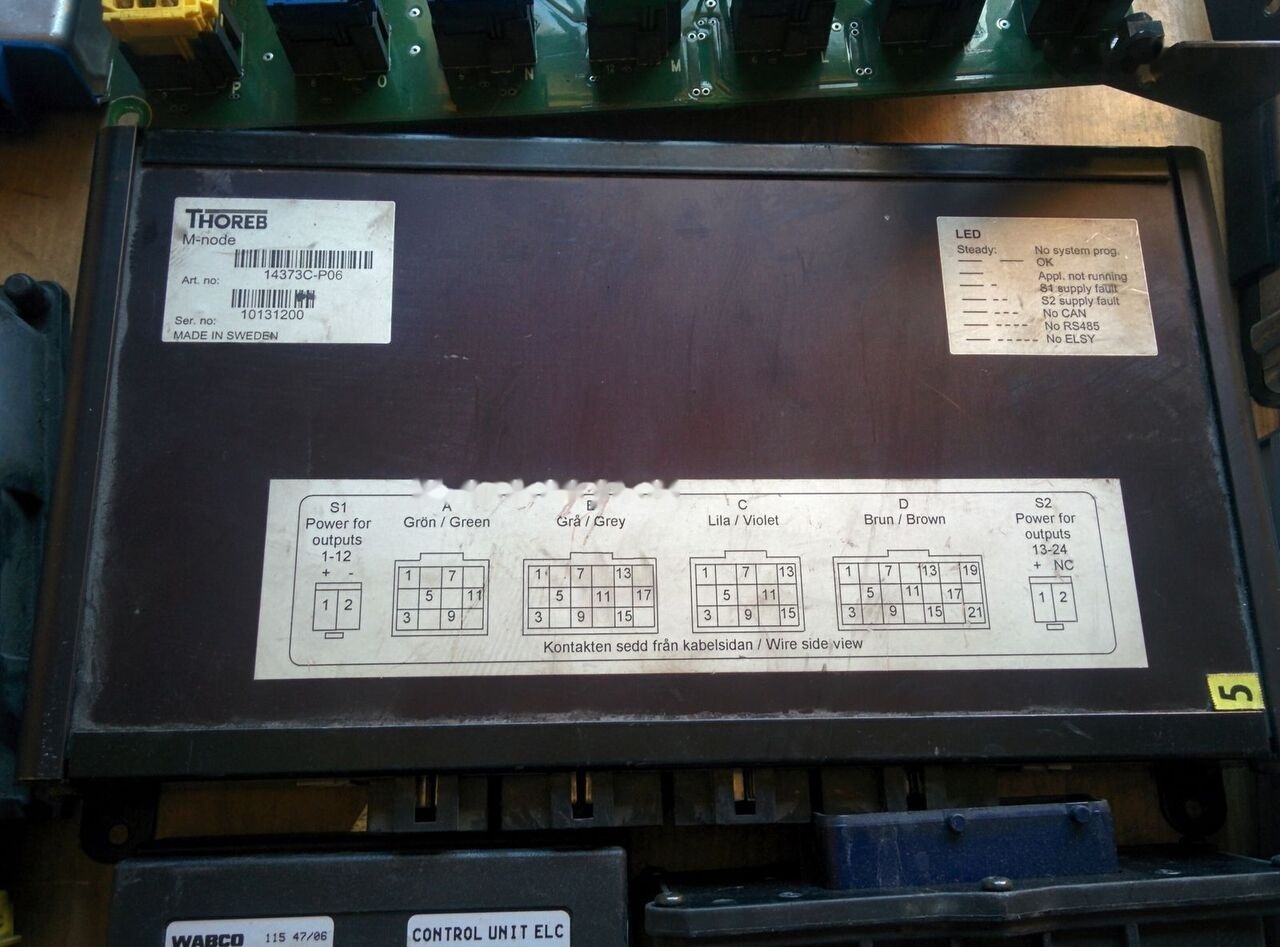 P O N M L
THOREB
M-node
14373C-P06
Art. no:
10131200
Ser. no:
MADE IN SWEDEN
LED
Steady: No system prog.
OK
Appl. not running
S1 supply fault
S2 supply fault
No CAN
No RS485
No ELSY
S1
Power for
outputs
1-12
+ -
1 2
A
Grön / Green
1 7
5 11
3 9
B
Grå / Grey
1 7 13
5 11 17
3 9 15
C
Lila / Violet
1 7 13
5 11
3 9 15
D
Brun / Brown
1 7 13 19
5 11 17
3 9 15 21
S2
Power for
outputs
13-24
+ NC
1 2
Kontakten sedd från kabelsidan / Wire side view
5
WABCO 115 47/06
CONTROL UNIT ELC